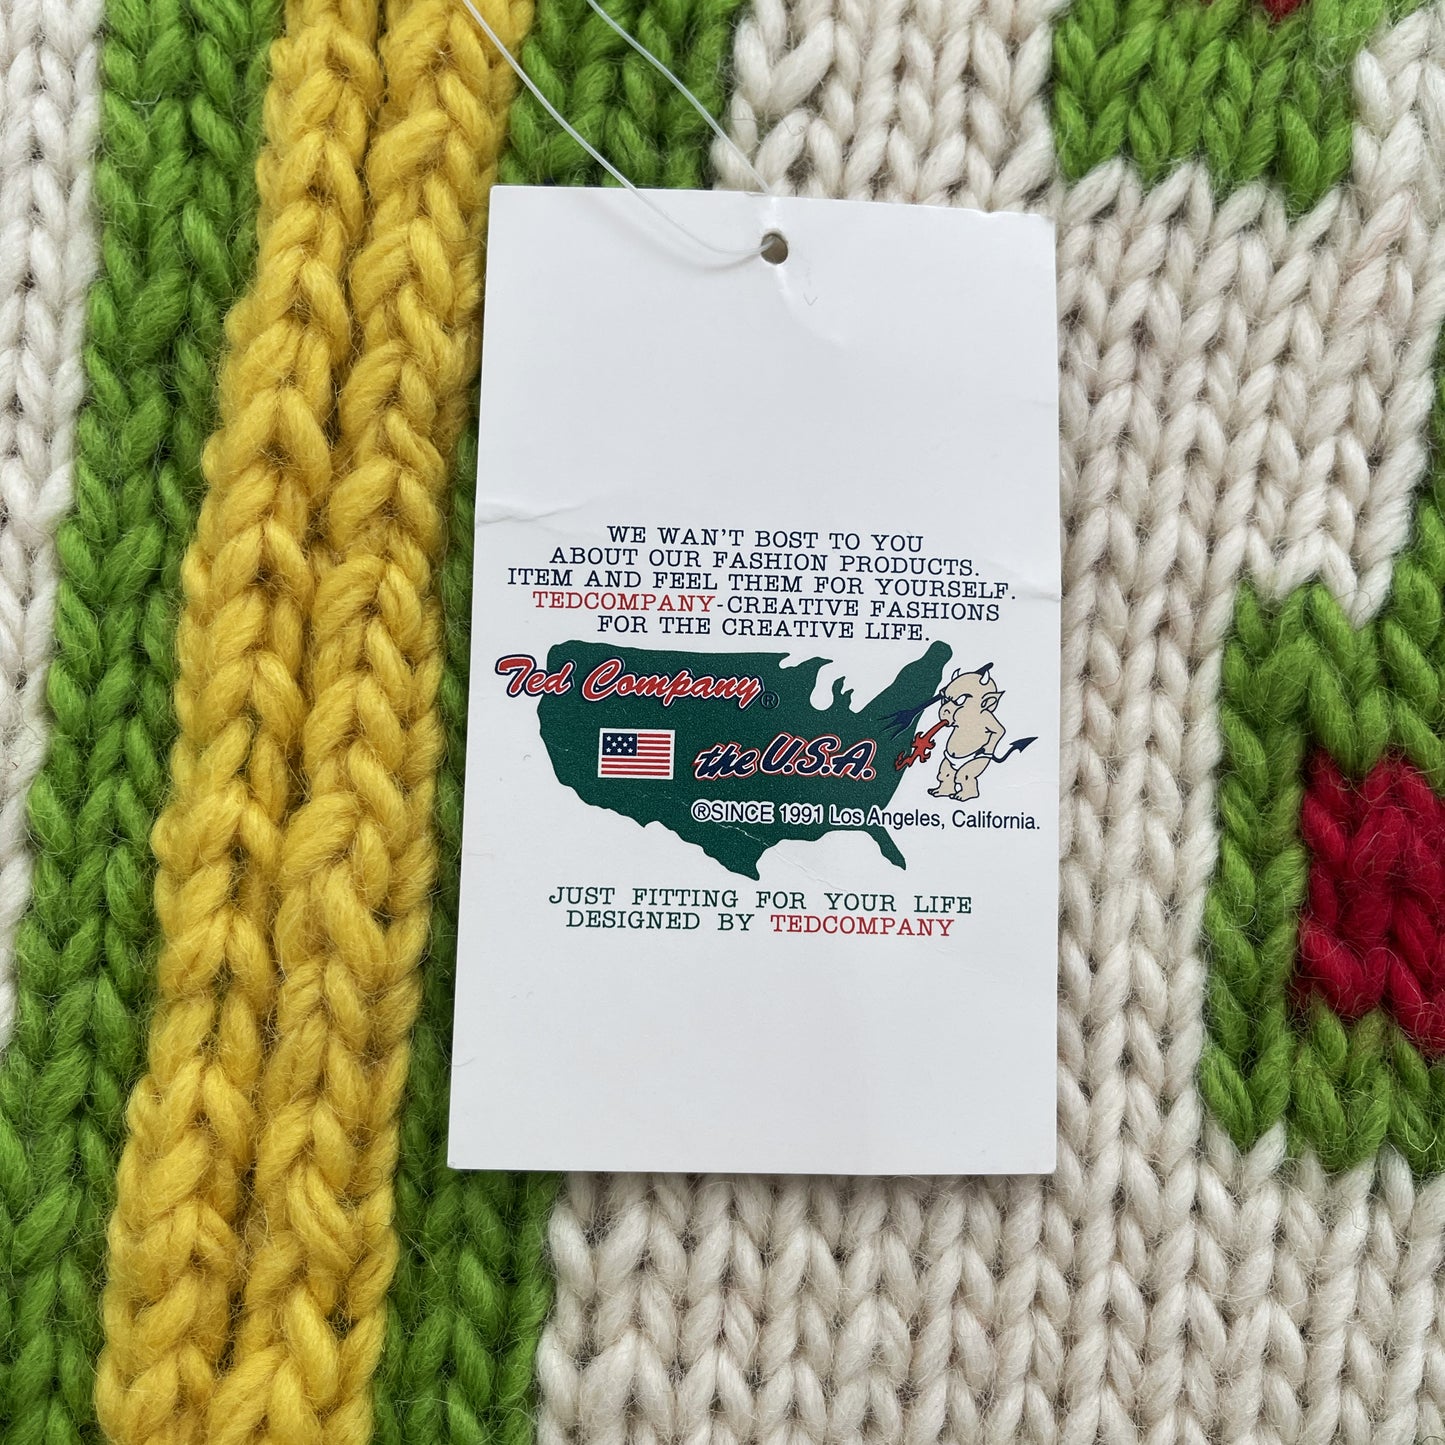 WE WAN'T BOST TO YOU
ABOUT OUR FASHION PRODUCTS.
ITEM AND FEEL THEM FOR YOURSELF.
TEDCOMPANY-CREATIVE FASHIONS
FOR THE CREATIVE LIFE.
Ted Company®
the U.S.A.
®SINCE 1991 Los Angeles, California.
JUST FITTING FOR YOUR LIFE
DESIGNED BY TEDCOMPANY